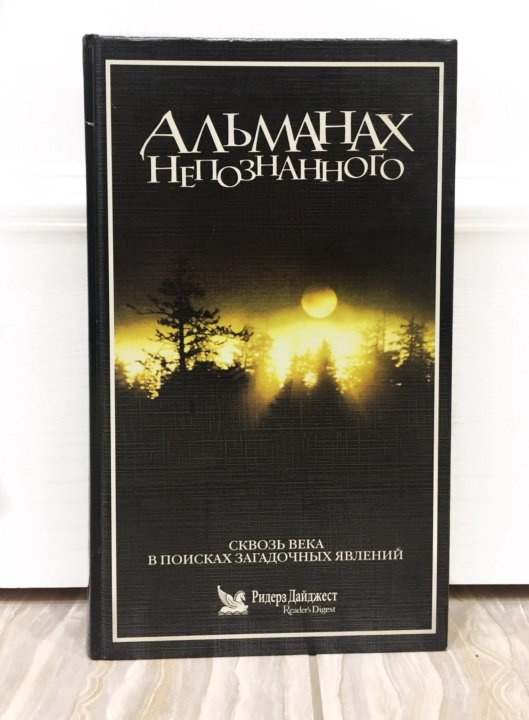 АЛЬМАНАХ
НЕПОЗНАННОГО
СКВОЗЬ ВЕКА
В ПОИСКАХ ЗАГАДОЧНЫХ ЯВЛЕНИЙ
Ридерз Дайджест
Reader's Digest